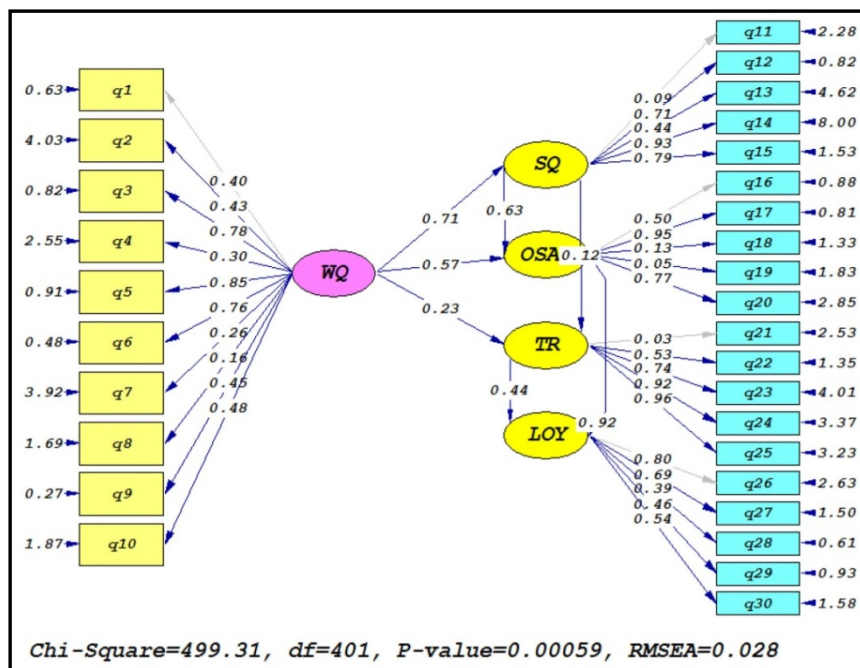 0.63 q1
4.03 q2
0.82 q3
2.55 q4
0.91 q5
0.48 q6
3.92 q7
1.69 q8
0.27 q9
1.87 q10
0.40
0.43
0.78
0.30
0.85
0.76
0.26
0.16
0.45
0.48
WQ
0.71
0.57
0.23
SQ
0.63
OSA
0.12
TR
0.44
LOY
0.92
0.09
0.71
0.44
0.93
0.79
0.50
0.95
0.13
0.05
0.77
0.03
0.53
0.74
0.92
0.96
0.80
0.69
0.39
0.46
0.54
q11 2.28
q12 0.82
q13 4.62
q14 8.00
q15 1.53
q16 0.88
q17 0.81
q18 1.33
q19 1.83
q20 2.85
q21 2.53
q22 1.35
q23 4.01
q24 3.37
q25 3.23
q26 2.63
q27 1.50
q28 0.61
q29 0.93
q30 1.58
Chi-Square=499.31, df=401, P-value=0.00059, RMSEA=0.028